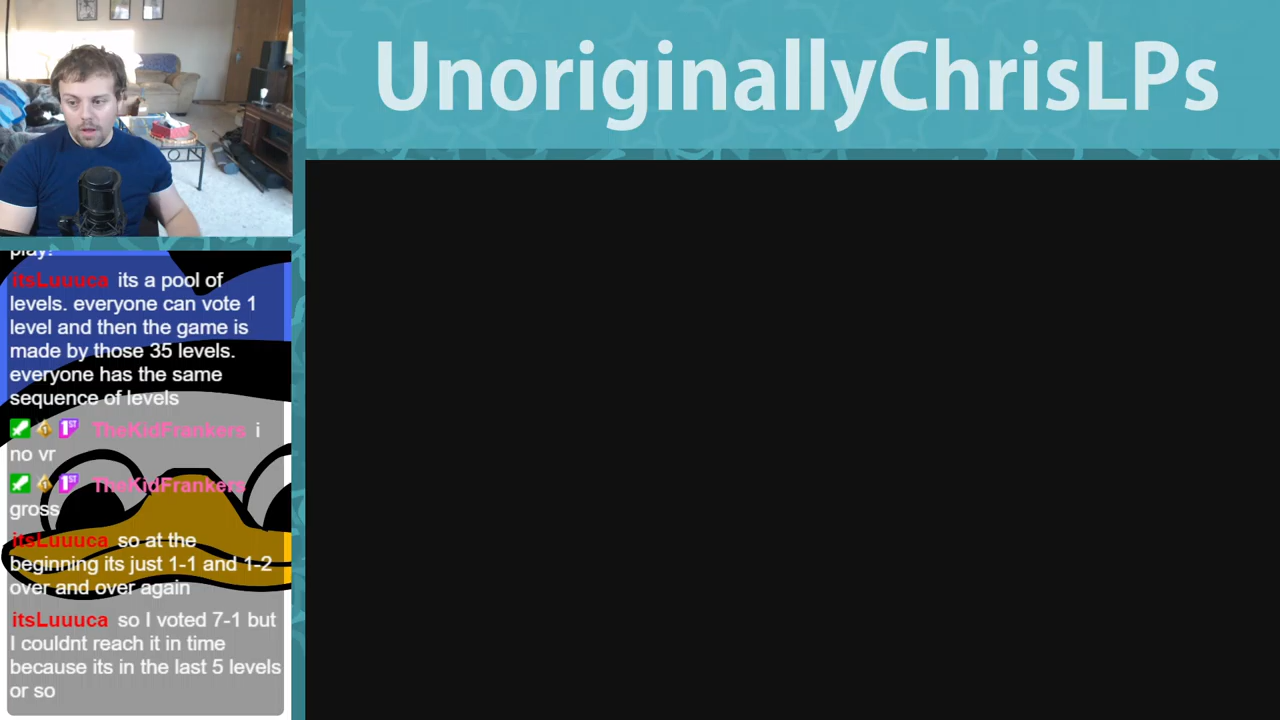 UnoriginallyChrisLPs
play?
itsLuuuca its a pool of
levels. everyone can vote 1
level and then the game is
made by those 35 levels.
everyone has the same
sequence of levels
1ST TheKidFrankers i
no vr
1ST TheKidFrankers
gross
itsLuuuca so at the
beginning its just 1-1 and 1-2
over and over again
itsLuuuca so I voted 7-1 but
I couldnt reach it in time
because its in the last 5 levels
or so